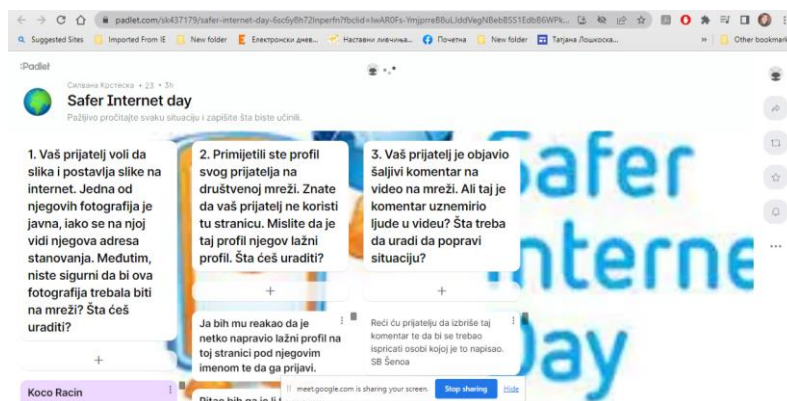 padlet.com/sk437179/safer-internet-day-6sc6y8h72lnperfn?fbclid=IwAR0Fs-YmjprreBBuLJddVegNBebBSS1EdbB6WPk...
Suggested Sites Imported From IE New folder Електронски днев... Наставни ливчиња... Почетна New folder Татјана Лошкоска... » Other bookmark
:Padlet
Силвана Крстеска + 23 • 3h
Safer Internet day
Pažljivo pročitajte svaku situaciju i zapišite šta biste učinili.
1. Vaš prijatelj voli da
slika i postavlja slike na
internet. Jedna od
njegovih fotografija je
javna, iako se na njoj
vidi njegova adresa
stanovanja. Međutim,
niste sigurni da bi ova
fotografija trebala biti
na mreži? Šta ćeš
uraditi?
+
Koco Racin
2. Primijetili ste profil
svog prijatelja na
društvenoj mreži. Znate
da vaš prijatelj ne koristi
tu stranicu. Mislite da je
taj profil njegov lažni
profil. Šta ćeš uraditi?
+
Ja bih mu reakao da je
netko napravio lažni profil na
toj stranici pod njegovim
imenom te da ga prijavi.
Pitao bih ga je li
3. Vaš prijatelj je objavio
šaljivi komentar na
video na mreži. Ali taj je
komentar uznemirio
ljude u videu? Šta treba
da uradi da popravi
situaciju?
+
Reći ću prijatelju da izbriše taj
komentar te da bi se trebao
ispricati osobi kojoj je to napisao.
SB Šenoa
Safer
Internet
Day
meet.google.com is sharing your screen. Stop sharing Hide